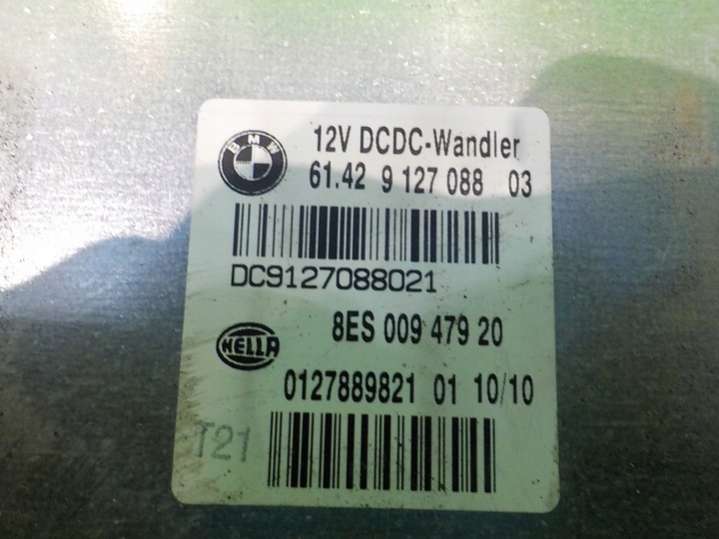 BMW
12V DCDC-Wandler
61.42 9 127 088 03
DC9127088021
8ES 009 479 20
HELLA
0127889821 01 10/10
T21